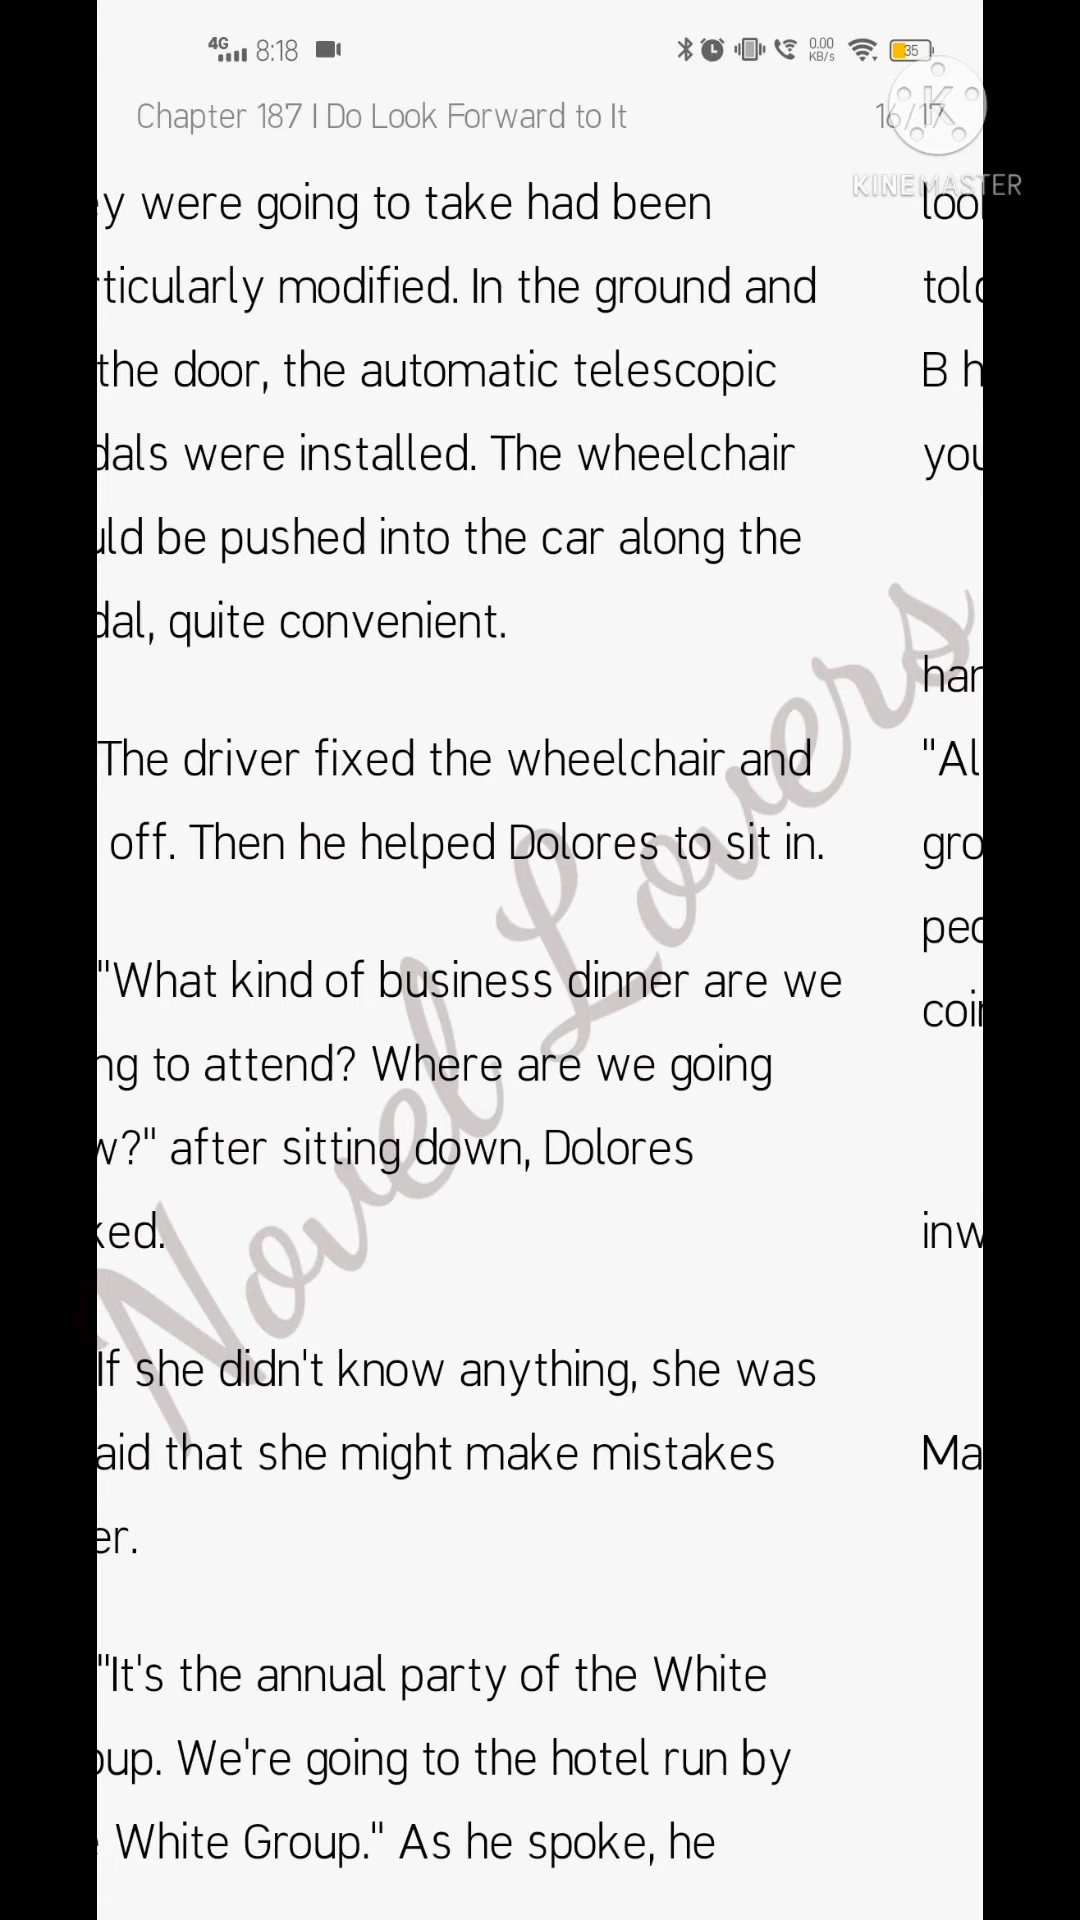 4G 8:18 0.00 KB/s 35
Chapter 187 I Do Look Forward to It 16/17
KINEMASTER
ey were going to take had been
rticularly modified. In the ground and
the door, the automatic telescopic
dals were installed. The wheelchair
uld be pushed into the car along the
dal, quite convenient.
The driver fixed the wheelchair and
off. Then he helped Dolores to sit in.
"What kind of business dinner are we
ng to attend? Where are we going
w?" after sitting down, Dolores
ked.
If she didn't know anything, she was
aid that she might make mistakes
er.
"It's the annual party of the White
oup. We're going to the hotel run by
White Group." As he spoke, he
loo
told
B h
you
har
"Al
gro
peo
coi
inw
Ma
Novel Lovers